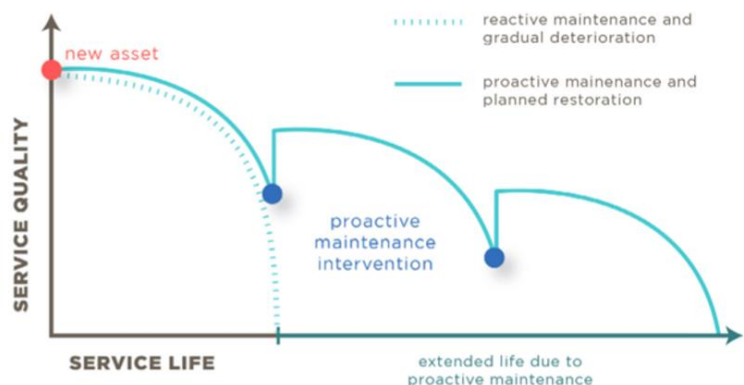 reactive maintenance and
gradual deterioration
proactive mainenance and
planned restoration
new asset
SERVICE QUALITY
proactive
maintenance
intervention
SERVICE LIFE
extended life due to
proactive maintenance